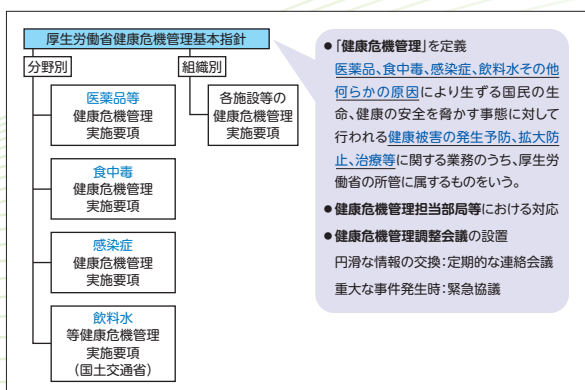 厚生労働省健康危機管理基本指針
分野別
組織別
医薬品等
健康危機管理
実施要項
各施設等の
健康危機管理
実施要項
食中毒
健康危機管理
実施要項
感染症
健康危機管理
実施要項
飲料水
等健康危機管理
実施要項
(国土交通省)
●「健康危機管理」を定義
医薬品、食中毒、感染症、飲料水その他
何らかの原因により生ずる国民の生
命、健康の安全を脅かす事態に対して
行われる健康被害の発生予防、拡大防
止、治療等に関する業務のうち、厚生労
働省の所管に属するものをいう。
●健康危機管理担当部局等における対応
●健康危機管理調整会議の設置
円滑な情報の交換:定期的な連絡会議
重大な事件発生時:緊急協議